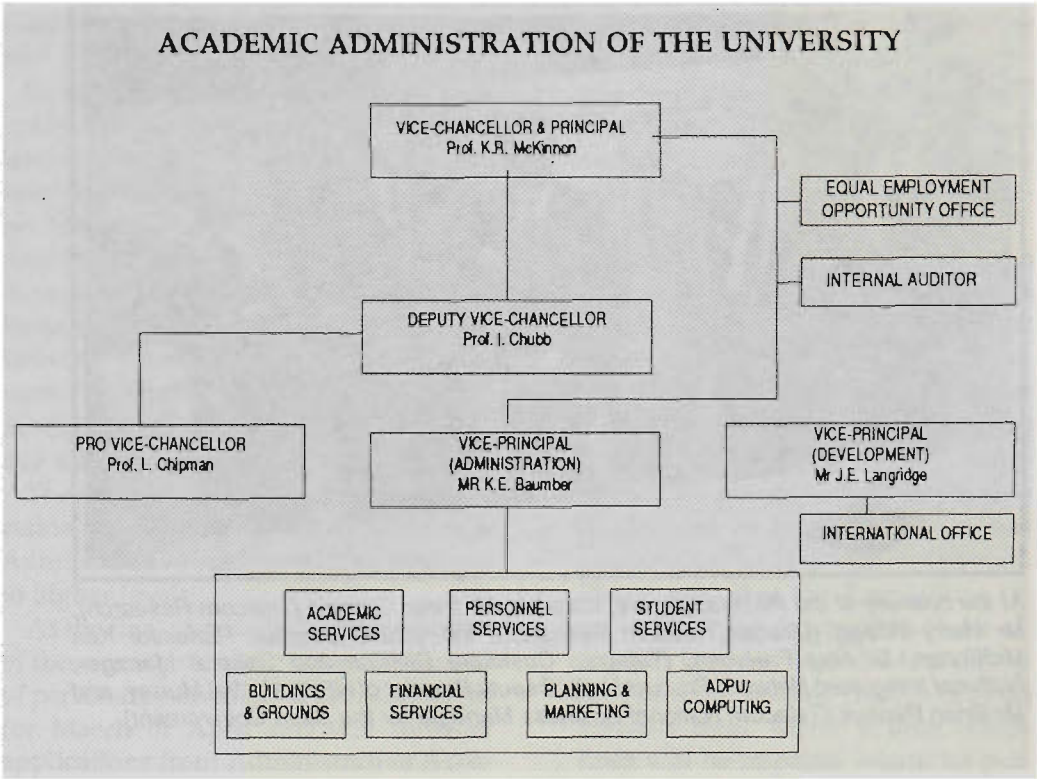 ACADEMIC ADMINISTRATION OF THE UNIVERSITY
VICE-CHANCELLOR & PRINCIPAL
Prof. K.R. McKinnon
EQUAL EMPLOYMENT
OPPORTUNITY OFFICE
INTERNAL AUDITOR
DEPUTY VICE-CHANCELLOR
Prof. I. Chubb
PRO VICE-CHANCELLOR
Prof. L. Chipman
VICE-PRINCIPAL
(ADMINISTRATION)
MR K.E. Baumber
VICE-PRINCIPAL
(DEVELOPMENT)
Mr J.E. Langridge
INTERNATIONAL OFFICE
ACADEMIC
SERVICES
PERSONNEL
SERVICES
STUDENT
SERVICES
BUILDINGS
& GROUNDS
FINANCIAL
SERVICES
PLANNING &
MARKETING
ADPU/
COMPUTING